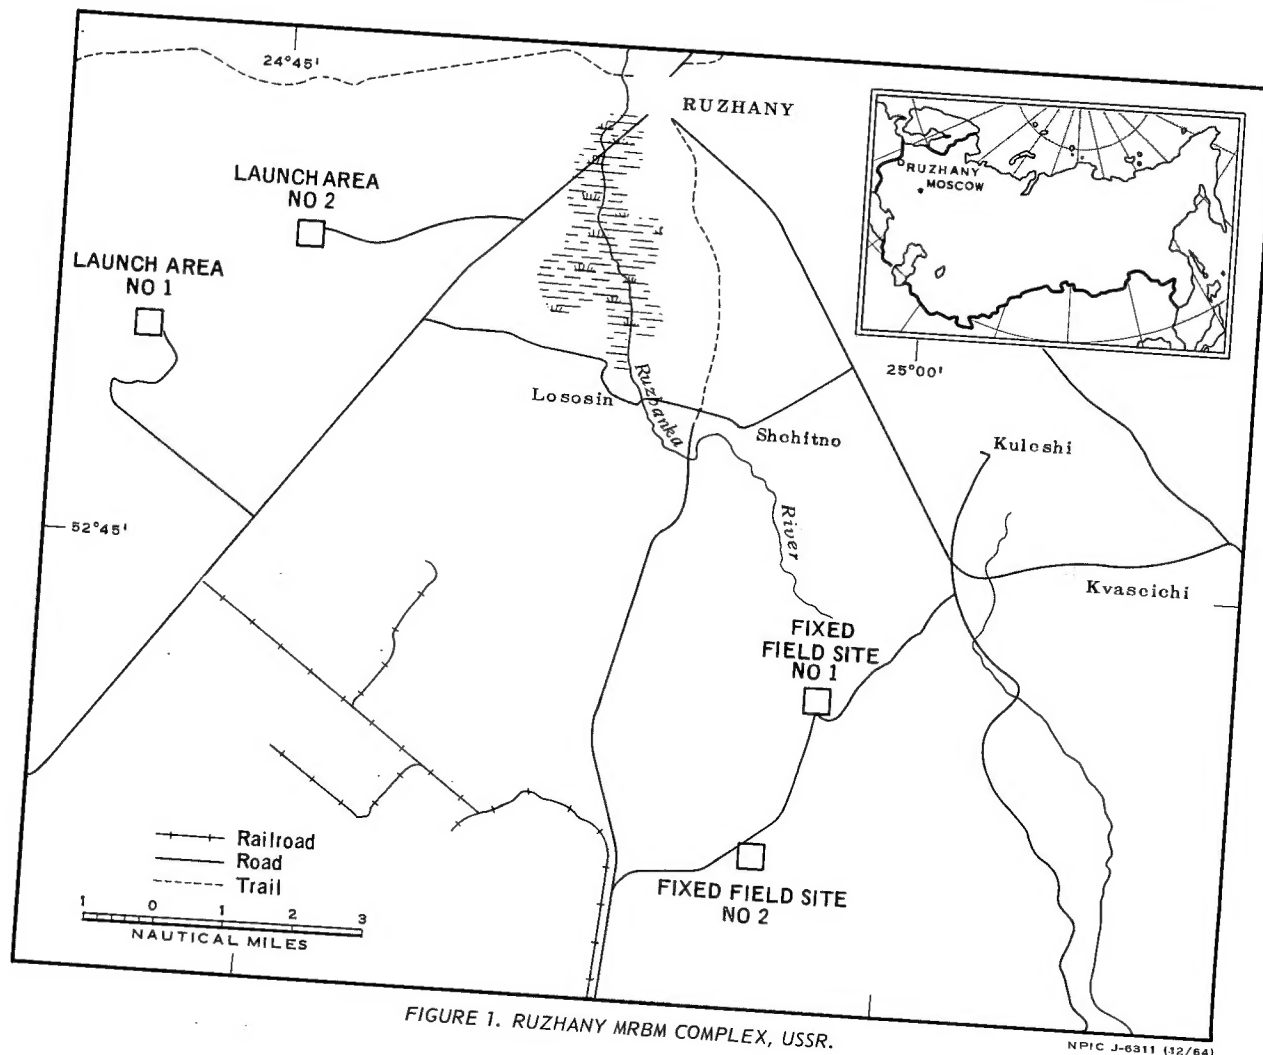 24°45'
RUZHANY
LAUNCH AREA
NO 2
RUZHANY
MOSCOW
LAUNCH AREA
NO 1
25°00'
Lososin
Ruzhanka
Shchitno
Kuleshi
52°45'
River
Kvaseichi
FIXED
FIELD SITE
NO 1
Railroad
Road
Trail
1 0 1 2 3
NAUTICAL MILES
FIXED FIELD SITE
NO 2
FIGURE 1. RUZHANY MRBM COMPLEX, USSR.
NPIC J-6311 (12/64)